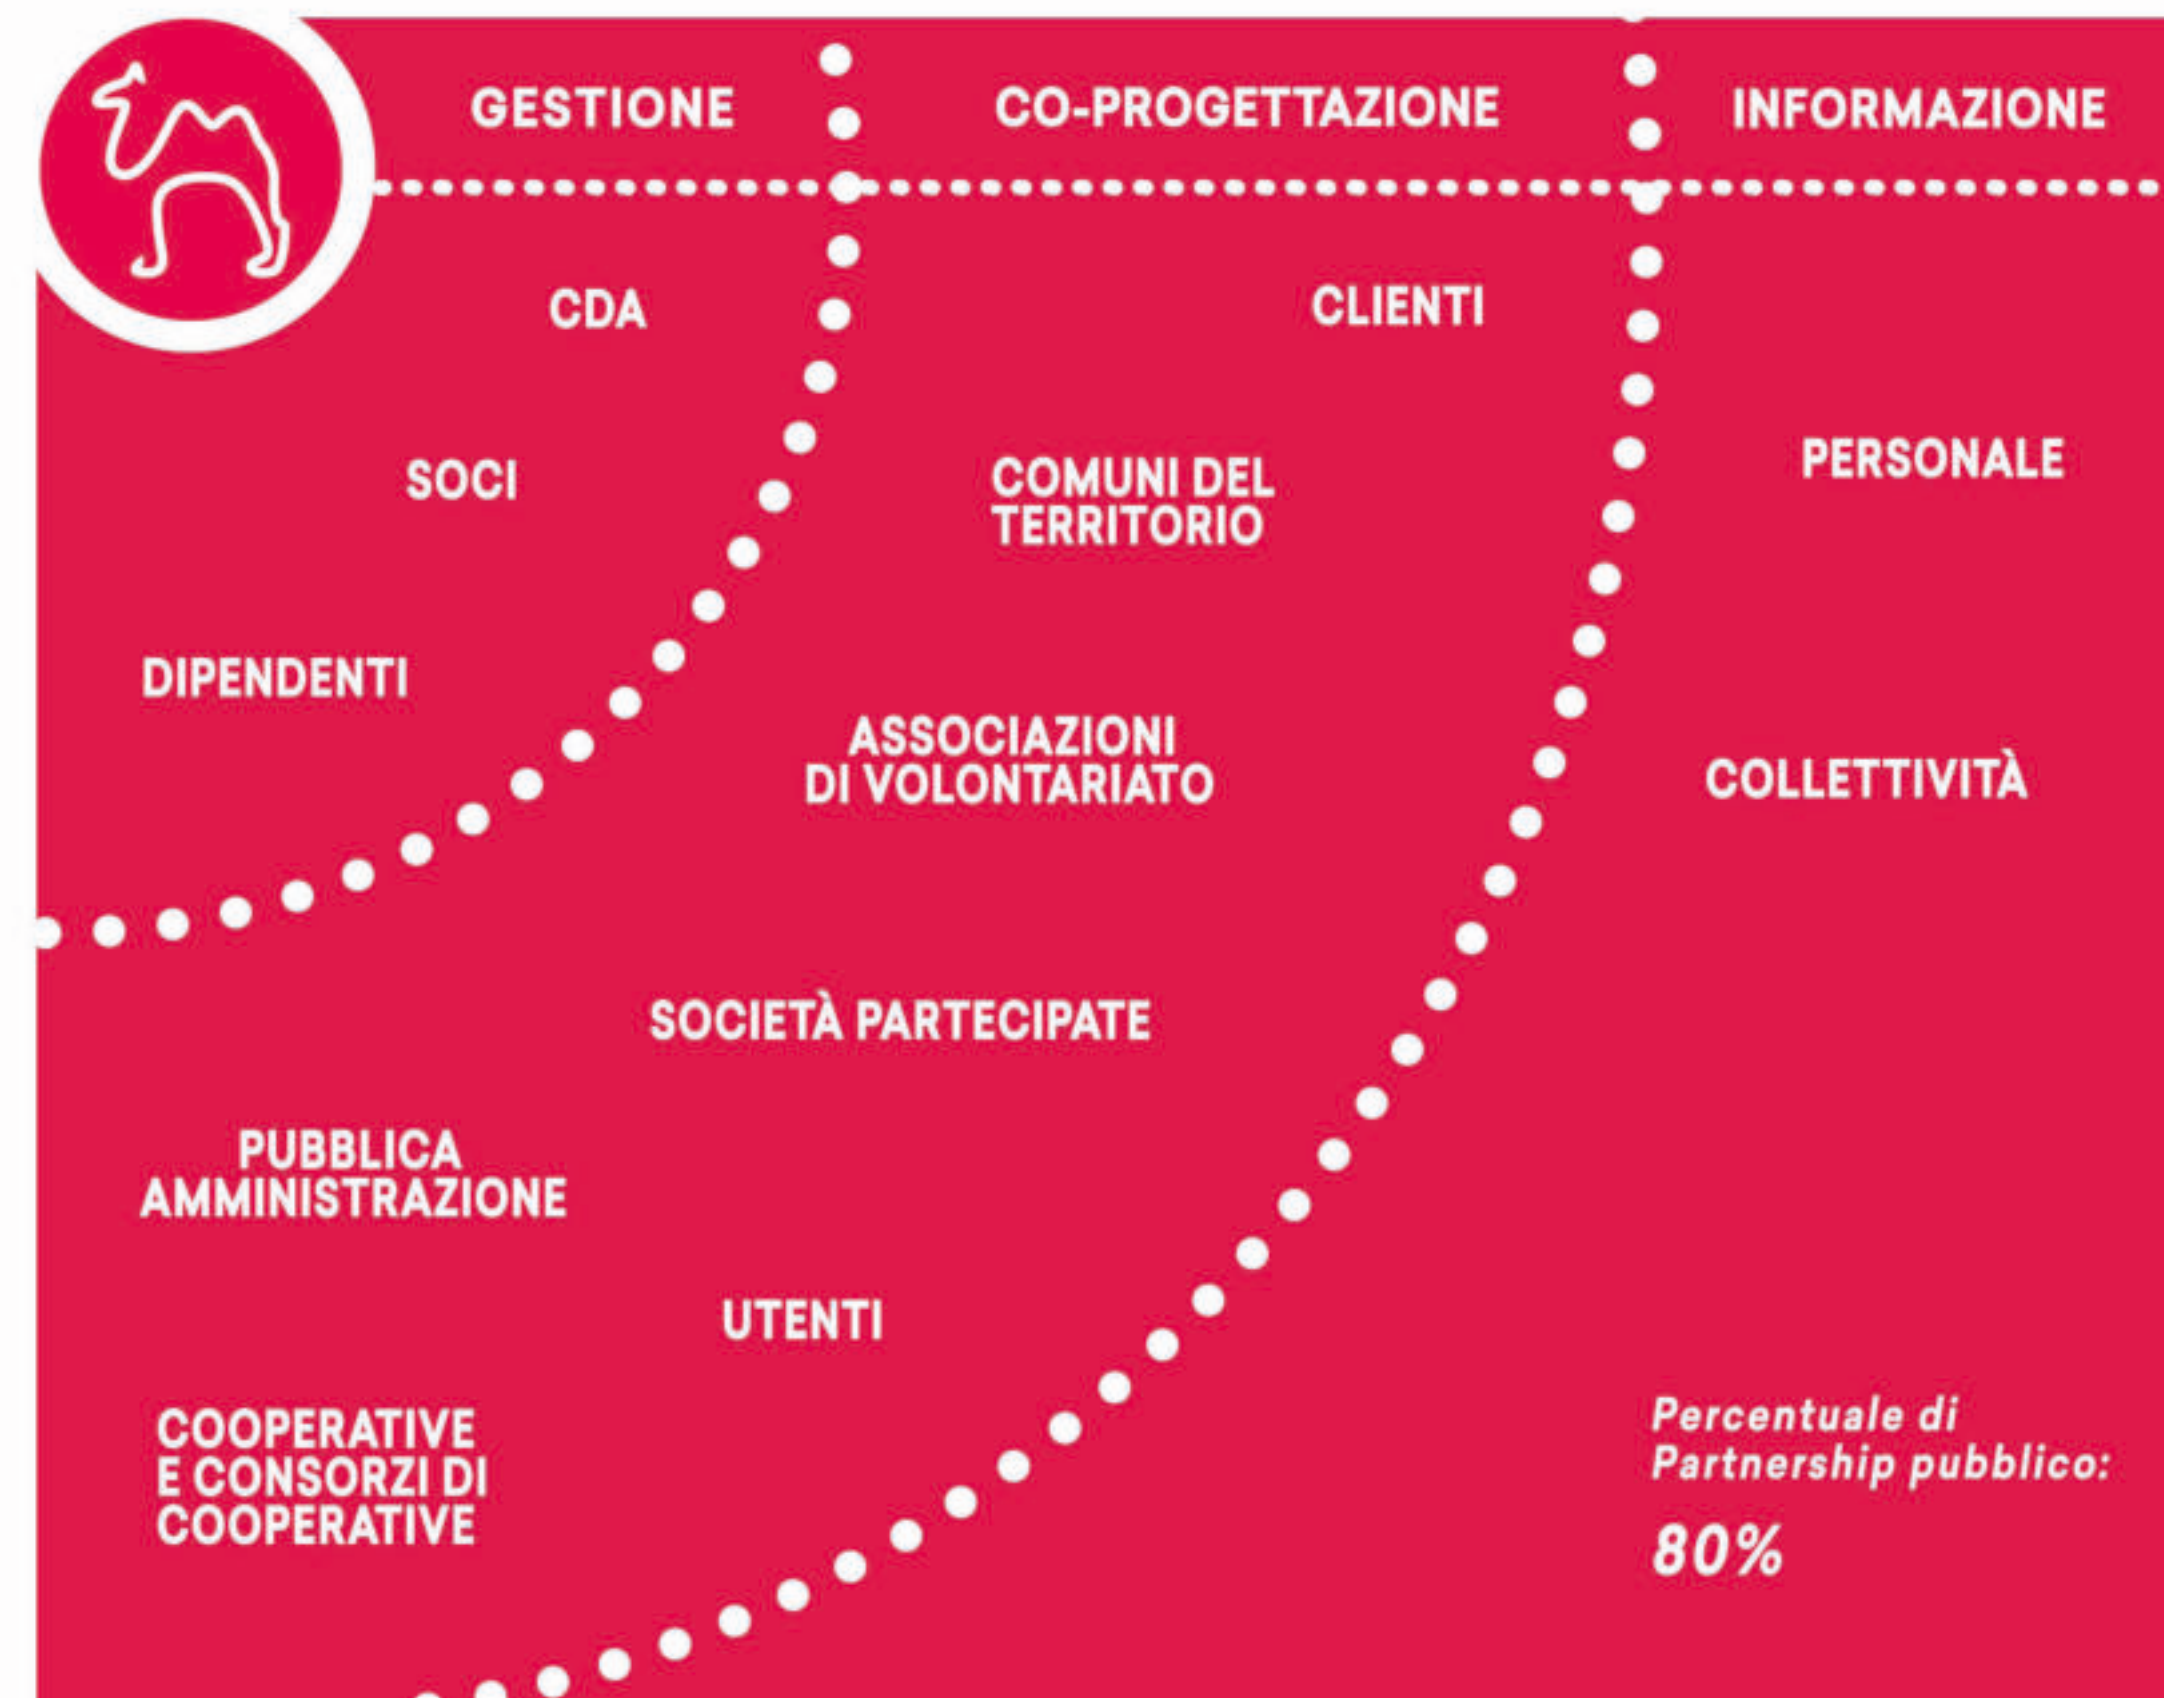 GESTIONE
CO-PROGETTAZIONE
INFORMAZIONE
CDA
CLIENTI
SOCI
COMUNI DEL
TERRITORIO
PERSONALE
DIPENDENTI
ASSOCIAZIONI
DI VOLONTARIATO
COLLETTIVITÀ
SOCIETÀ PARTECIPATE
PUBBLICA
AMMINISTRAZIONE
UTENTI
COOPERATIVE
E CONSORZI DI
COOPERATIVE
Percentuale di
Partnership pubblico:
80%